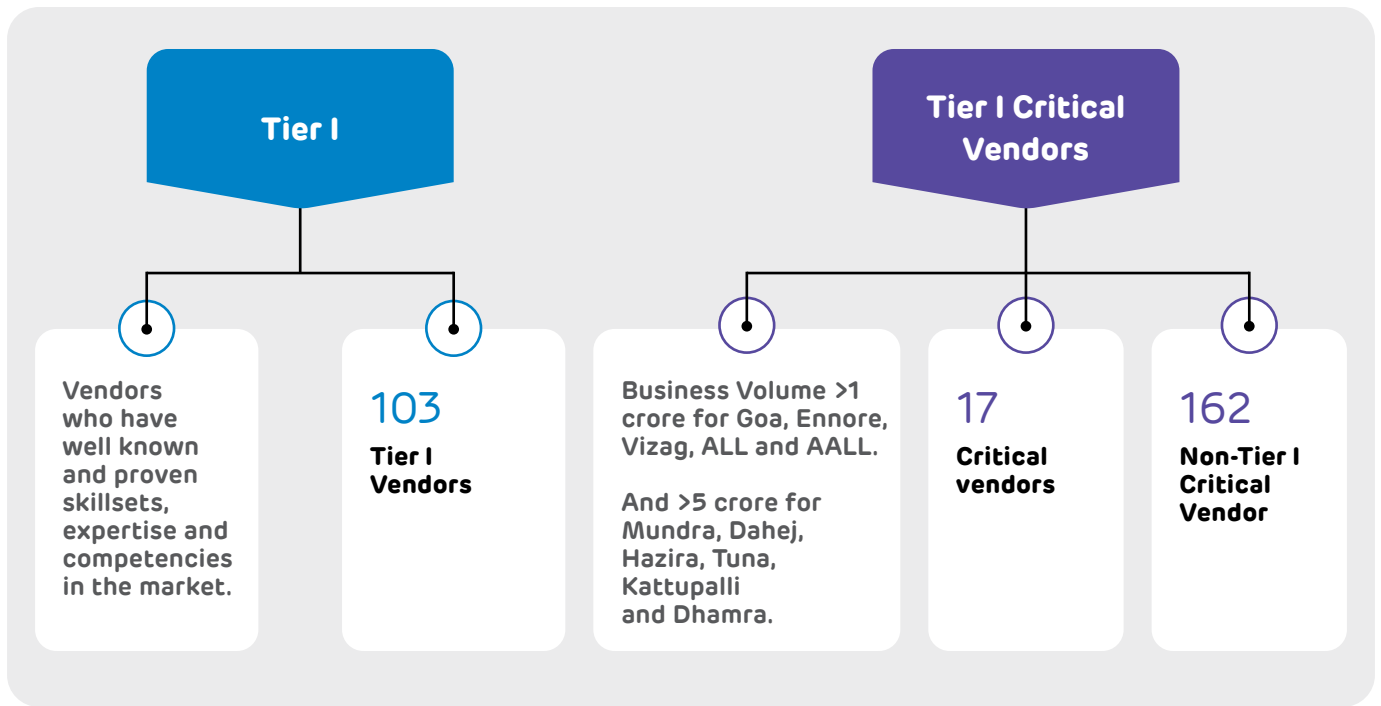 Tier I
Vendors
who have
well known
and proven
skillsets,
expertise and
competencies
in the market.
103
Tier I
Vendors
Tier I Critical
Vendors
Business Volume >1
crore for Goa, Ennore,
Vizag, ALL and AALL.
And >5 crore for
Mundra, Dahej,
Hazira, Tuna,
Kattupalli
and Dhamra.
17
Critical
vendors
162
Non-Tier I
Critical
Vendor